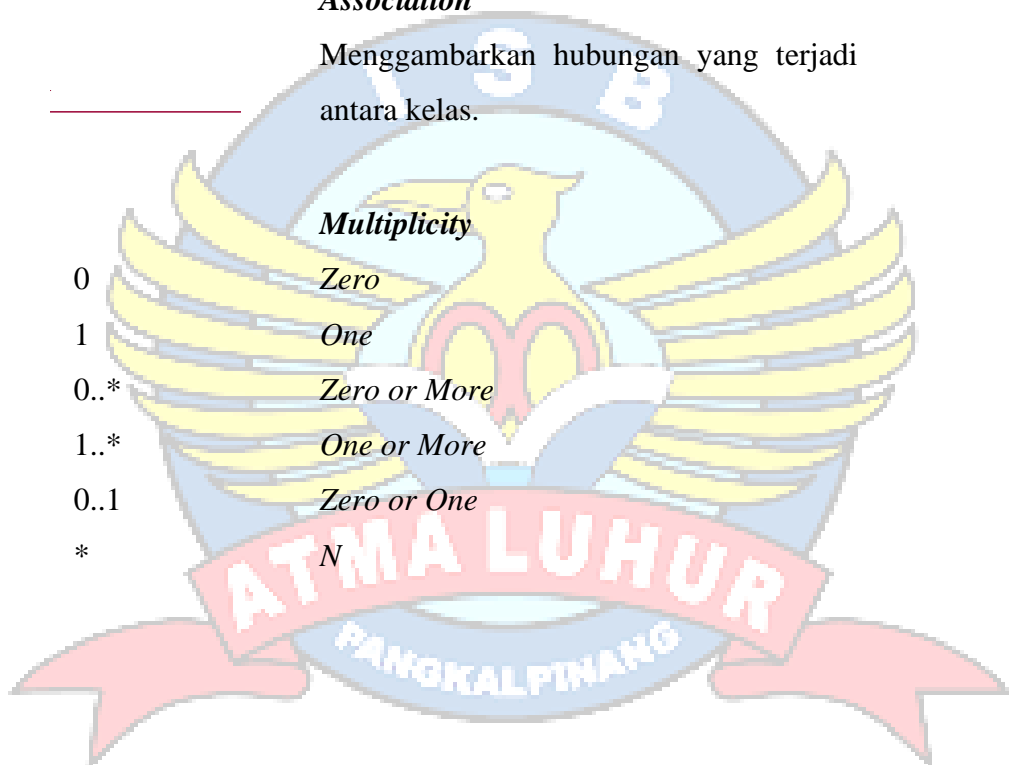 Association
Menggambarkan hubungan yang terjadi
antara kelas.
Multiplicity
0 Zero
1 One
0..* Zero or More
1..* One or More
0..1 Zero or One
* N
I S B
ATMA LUHUR
PANGKALPINANG